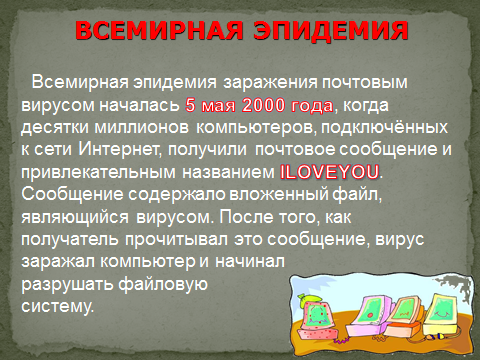 ВСЕМИРНАЯ ЭПИДЕМИЯ
Всемирная эпидемия заражения почтовым
вирусом началась 5 мая 2000 года, когда
десятки миллионов компьютеров, подключённых
к сети Интернет, получили почтовое сообщение и
привлекательным названием ILOVEYOU.
Сообщение содержало вложенный файл,
являющийся вирусом. После того, как
получатель прочитывал это сообщение, вирус
заражал компьютер и начинал
разрушать файловую
систему.